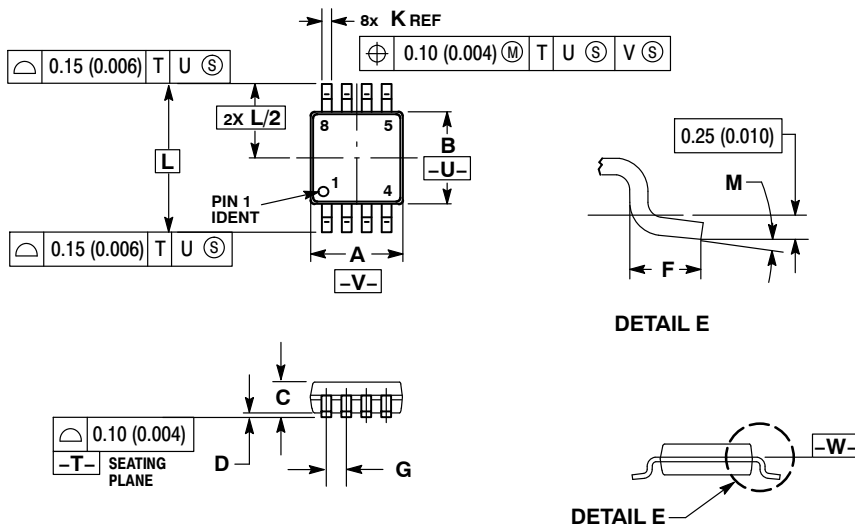 8x K REF
⌖ 0.10 (0.004) Ⓜ T U Ⓢ V Ⓢ
⌓ 0.15 (0.006) T U Ⓢ
2X L/2
8 5
L
B
–U–
PIN 1
IDENT
1 4
⌓ 0.15 (0.006) T U Ⓢ
A
–V–
0.25 (0.010)
M
F
DETAIL E
C
⌓ 0.10 (0.004)
–T– SEATING
PLANE
D
G
–W–
DETAIL E